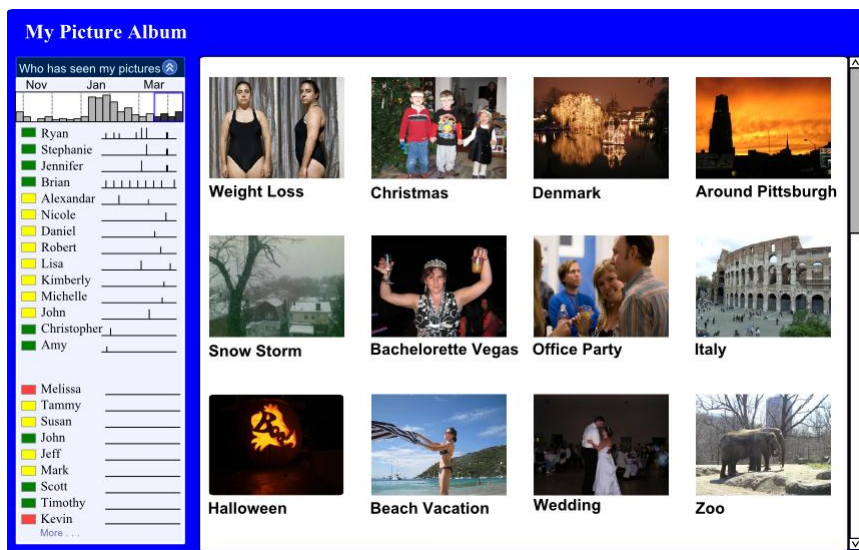 My Picture Album
Who has seen my pictures
Nov Jan Mar
Ryan
Stephanie
Jennifer
Brian
Alexandar
Nicole
Daniel
Robert
Lisa
Kimberly
Michelle
John
Christopher
Amy
Melissa
Tammy
Susan
John
Jeff
Mark
Scott
Timothy
Kevin
More . . .
Weight Loss
Christmas
Denmark
Around Pittsburgh
Snow Storm
Bachelorette Vegas
Office Party
Italy
Halloween
Beach Vacation
Wedding
Zoo